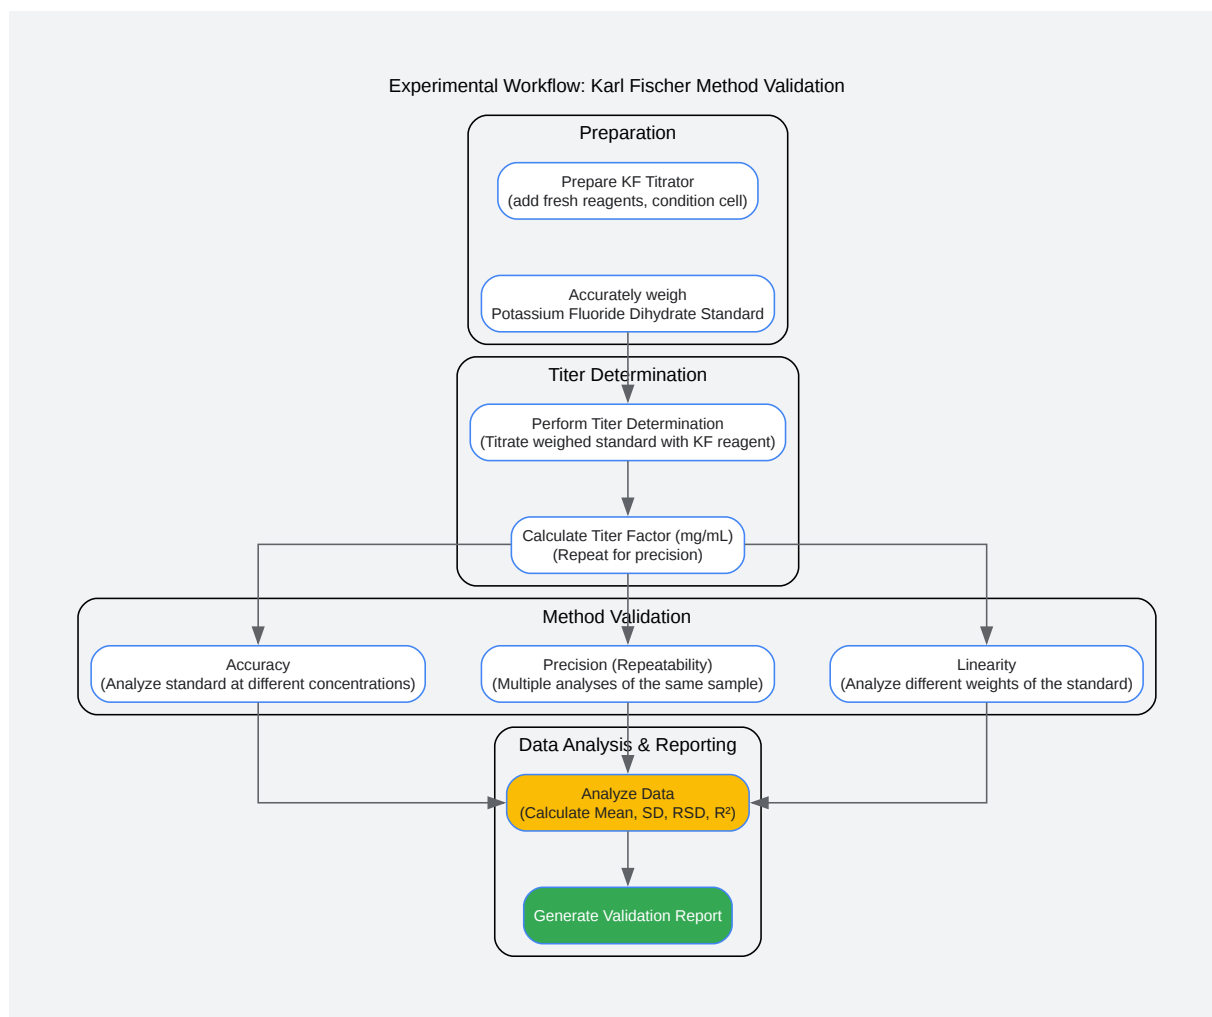 Experimental Workflow: Karl Fischer Method Validation
Preparation
Prepare KF Titrator
(add fresh reagents, condition cell)
Accurately weigh
Potassium Fluoride Dihydrate Standard
Titer Determination
Perform Titer Determination
(Titrate weighed standard with KF reagent)
Calculate Titer Factor (mg/mL)
(Repeat for precision)
Method Validation
Accuracy
(Analyze standard at different concentrations)
Precision (Repeatability)
(Multiple analyses of the same sample)
Linearity
(Analyze different weights of the standard)
Data Analysis & Reporting
Analyze Data
(Calculate Mean, SD, RSD, R²)
Generate Validation Report